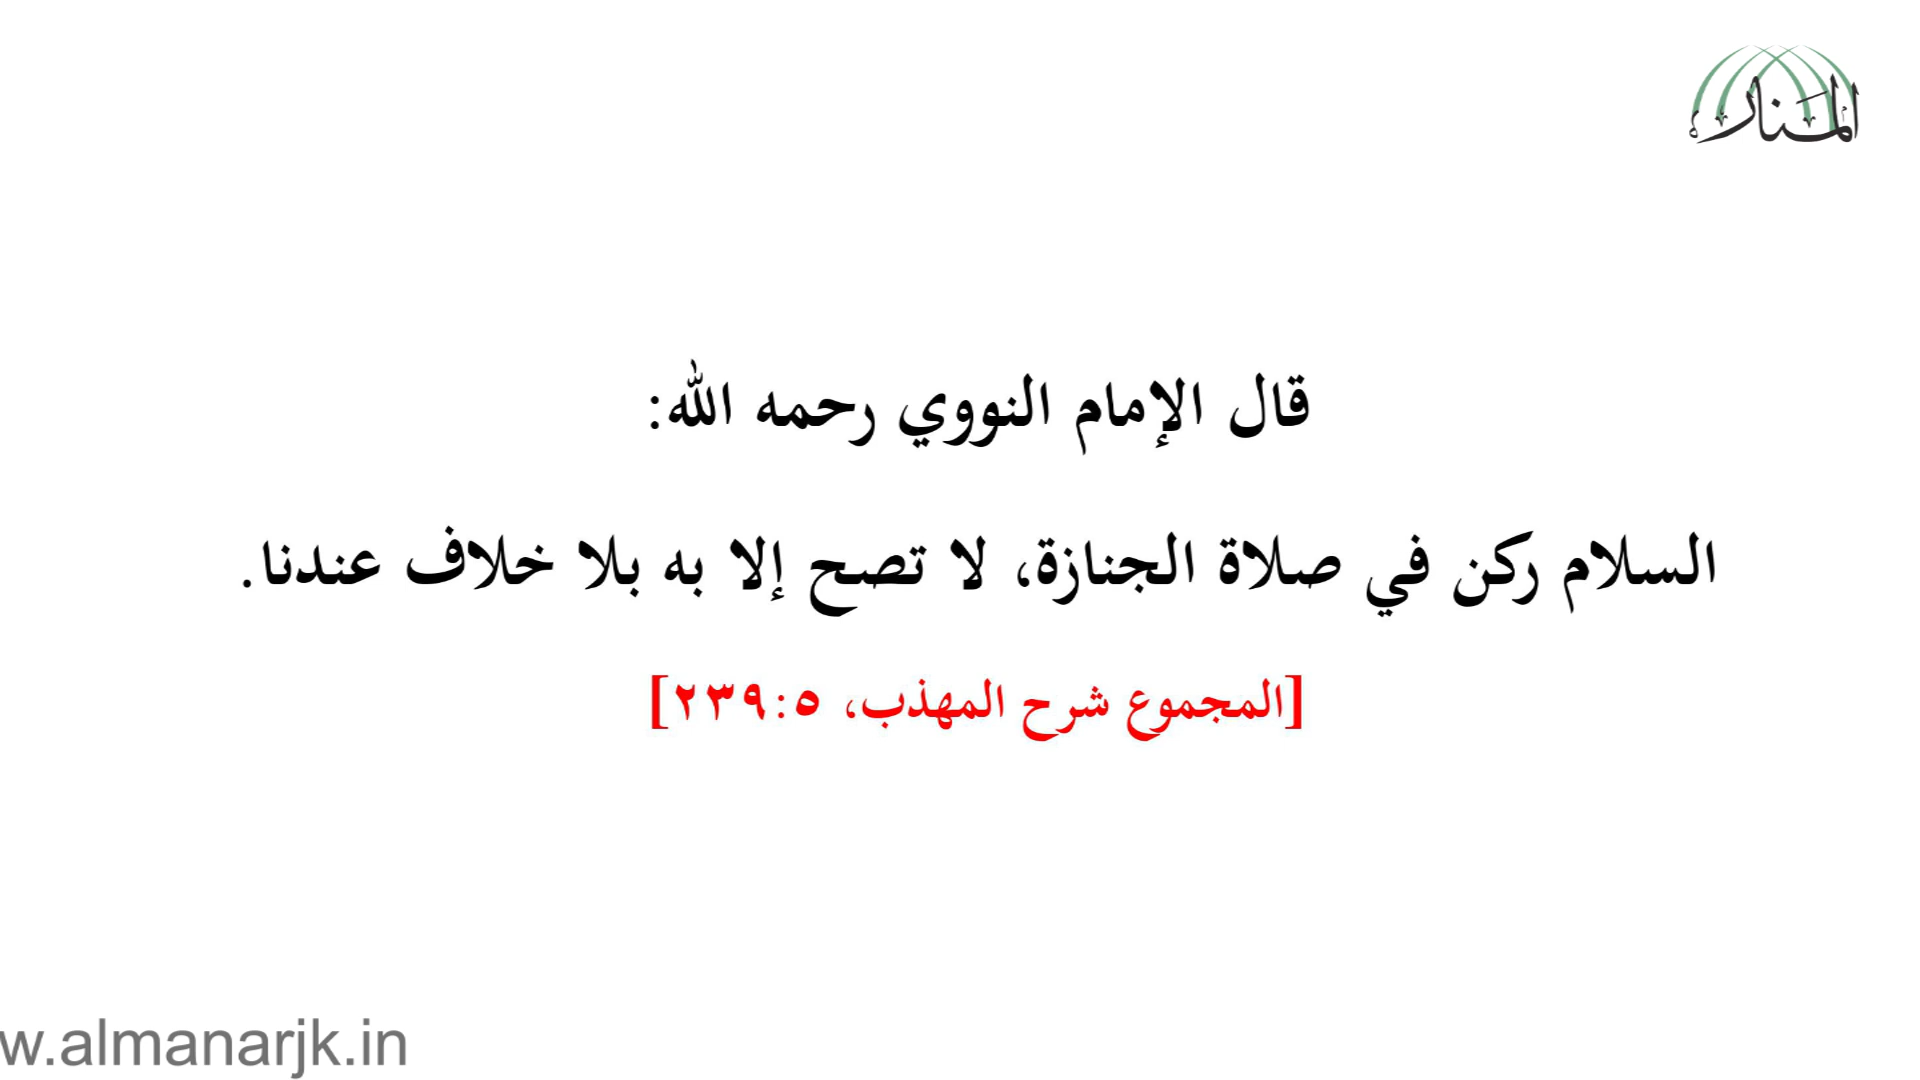 المنار
قال الإمام النووي رحمه الله:
السلام ركن في صلاة الجنازة، لا تصح إلا به بلا خلاف عندنا.
[المجموع شرح المهذب، ٢٣٩:٥]
w.almanarjk.in